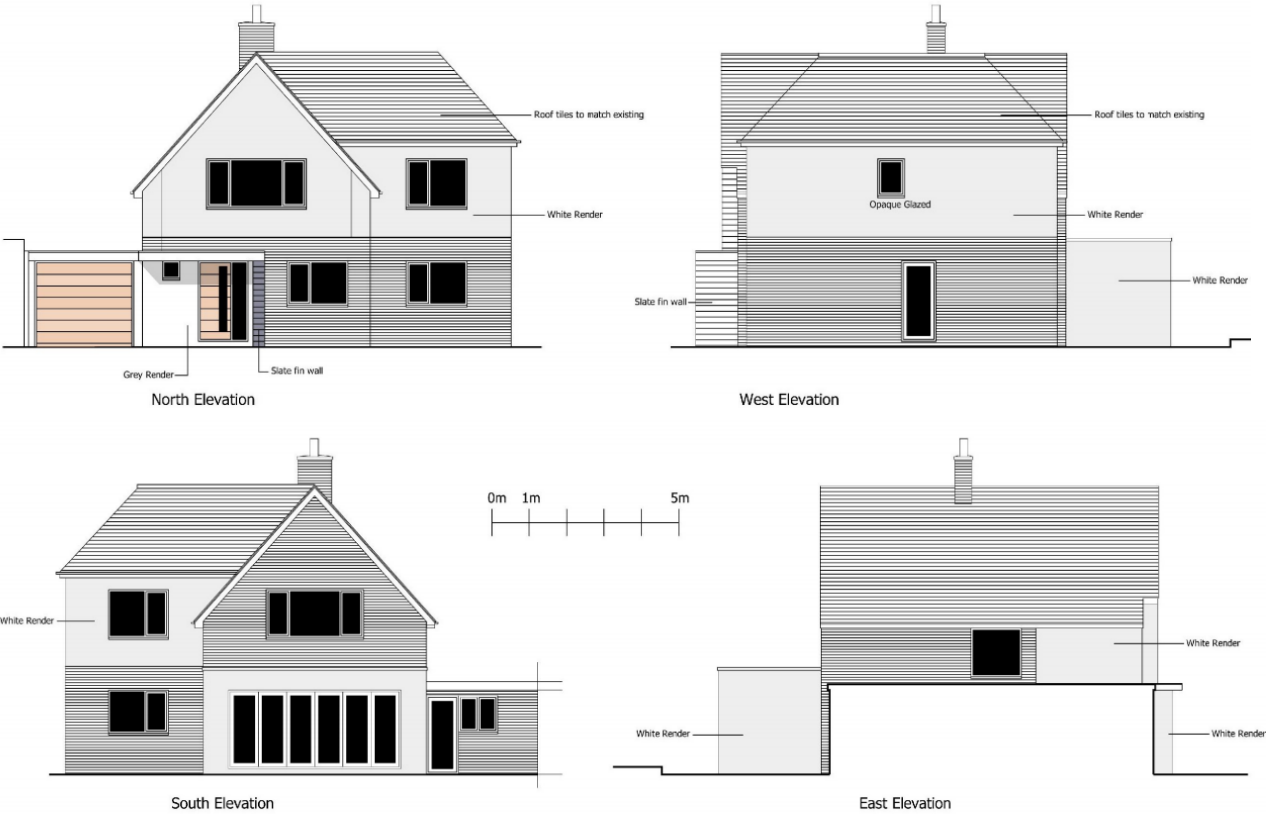 Roof tiles to match existing
White Render
Grey Render
Slate fin wall
North Elevation
Roof tiles to match existing
Opaque Glazed
White Render
White Render
Slate fin wall
West Elevation
0m 1m 5m
White Render
South Elevation
White Render
White Render
White Render
East Elevation